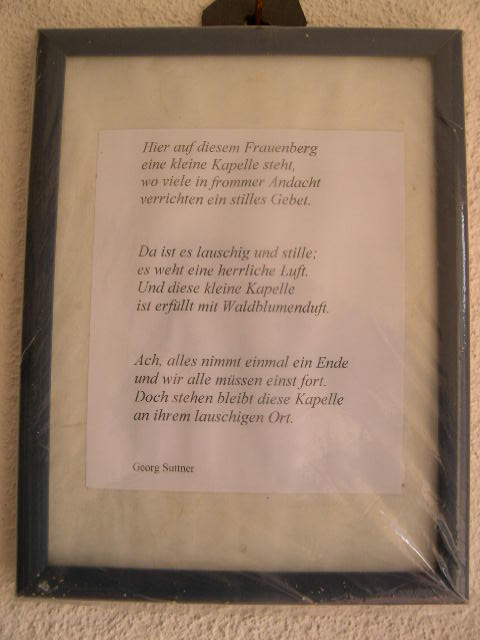 Hier auf diesem Frauenberg
eine kleine Kapelle steht,
wo viele in frommer Andacht
verrichten ein stilles Gebet.
Da ist es lauschig und stille;
es weht eine herrliche Luft.
Und diese kleine Kapelle
ist erfüllt mit Waldblumenduft.
Ach, alles nimmt einmal ein Ende
und wir alle müssen einst fort.
Doch stehen bleibt diese Kapelle
an ihrem lauschigen Ort.
Georg Suttner